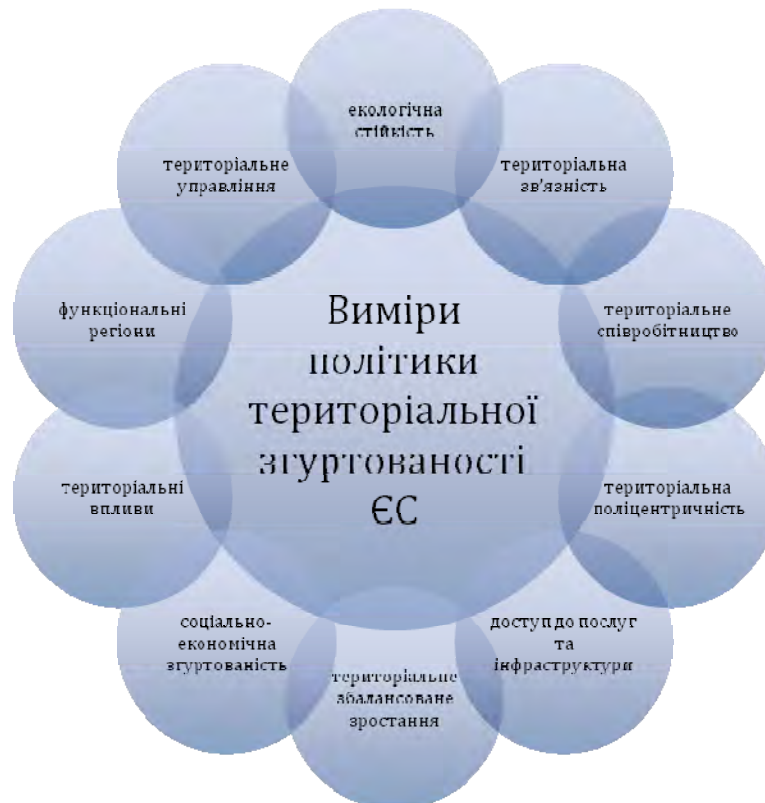 екологічна
стійкість
територіальна
зв'язність
територіальне
співробітництво
територіальна
поліцентричність
доступ до послуг
та
інфраструктури
територіальне
збалансоване
зростання
соціально-
економічна
згуртованість
територіальні
впливи
функціональні
регіони
територіальне
управління
Виміри
політики
територіальної
згуртованості
ЄС